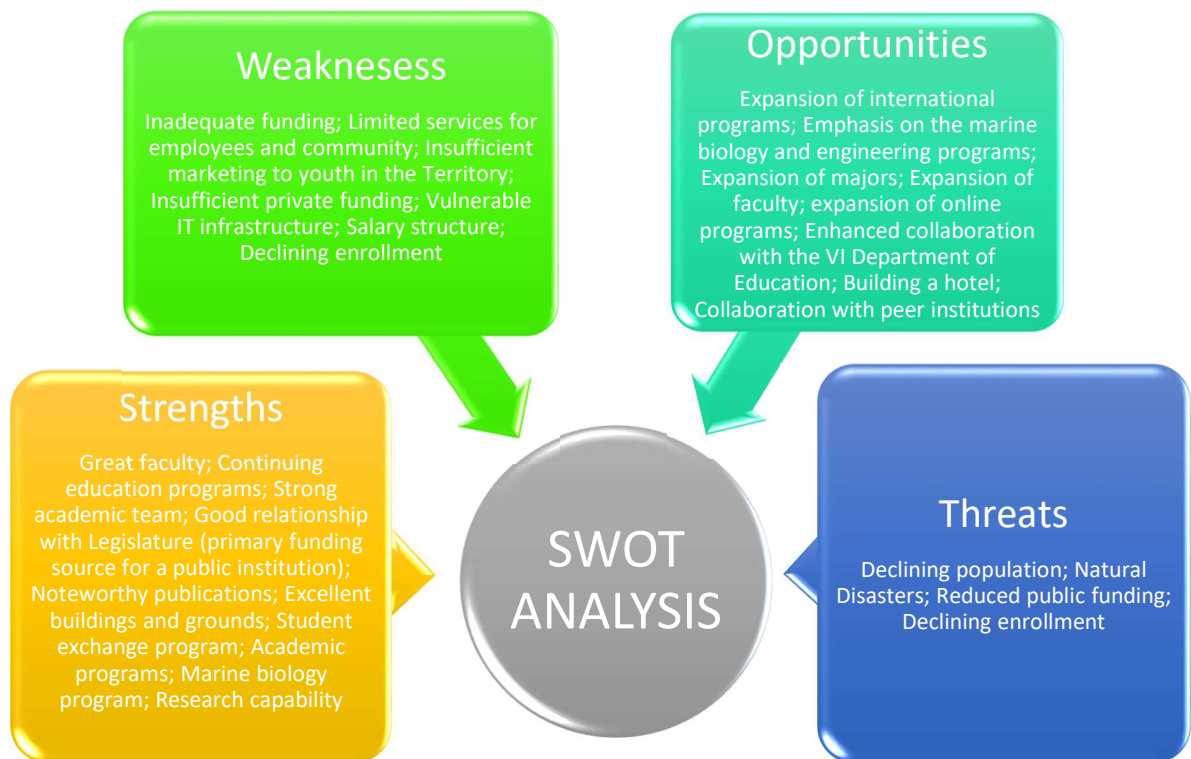 Weaknesess
Inadequate funding; Limited services for
employees and community; Insufficient
marketing to youth in the Territory;
Insufficient private funding; Vulnerable
IT infrastructure; Salary structure;
Declining enrollment
Opportunities
Expansion of international
programs; Emphasis on the marine
biology and engineering programs;
Expansion of majors; Expansion of
faculty; expansion of online
programs; Enhanced collaboration
with the VI Department of
Education; Building a hotel;
Collaboration with peer institutions
Strengths
Great faculty; Continuing
education programs; Strong
academic team; Good relationship
with Legislature (primary funding
source for a public institution);
Noteworthy publications; Excellent
buildings and grounds; Student
exchange program; Academic
programs; Marine biology
program; Research capability
SWOT
ANALYSIS
Threats
Declining population; Natural
Disasters; Reduced public funding;
Declining enrollment